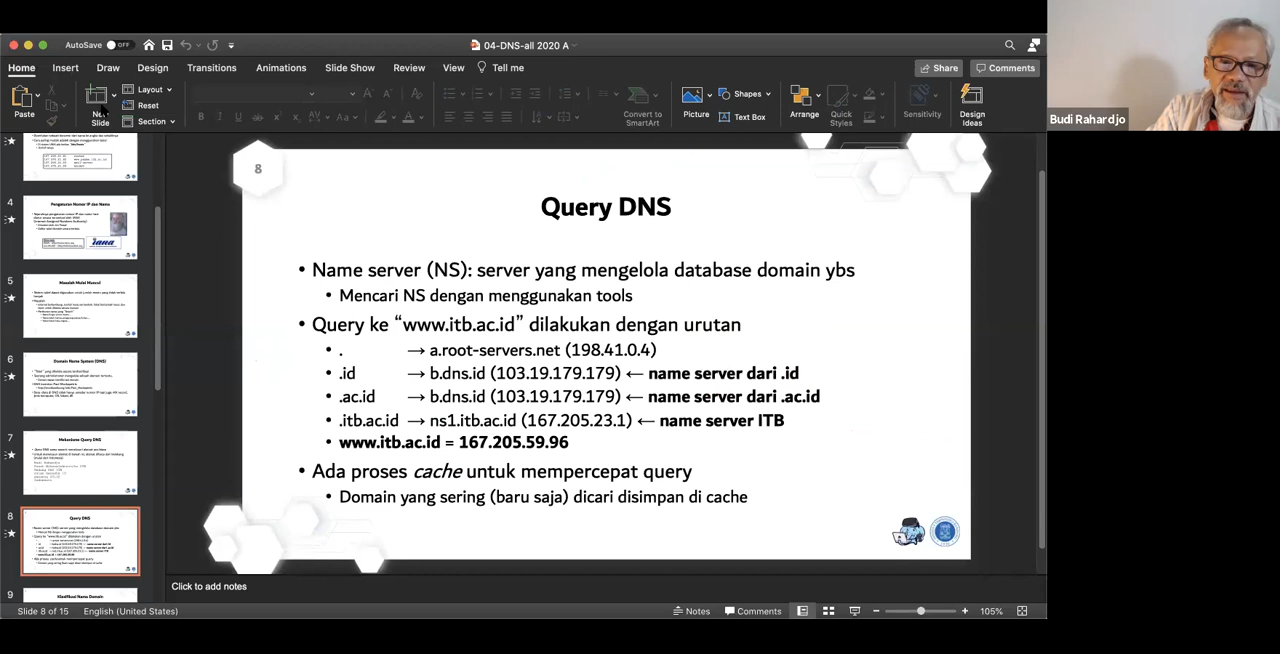 AutoSave OFF
04-DNS-all 2020 A
Home Insert Draw Design Transitions Animations Slide Show Review View Tell me
Share Comments
Paste
New Slide
Layout
Reset
Section
Convert to SmartArt
Picture
Shapes
Text Box
Arrange
Quick Styles
Sensitivity
Design Ideas
Budi Rahardjo
4
Pengaturan Nomor IP dan Nama
iana
5
Masalah Mulai Muncul
6
Domain Name System (DNS)
7
Mekanisme Query DNS
8
Query DNS
9
Klasifikasi Nama Domain
8
Query DNS
• Name server (NS): server yang mengelola database domain ybs
• Mencari NS dengan menggunakan tools
• Query ke “www.itb.ac.id” dilakukan dengan urutan
• . → a.root-servers.net (198.41.0.4)
• .id → b.dns.id (103.19.179.179) ← name server dari .id
• .ac.id → b.dns.id (103.19.179.179) ← name server dari .ac.id
• .itb.ac.id → ns1.itb.ac.id (167.205.23.1) ← name server ITB
• www.itb.ac.id = 167.205.59.96
• Ada proses cache untuk mempercepat query
• Domain yang sering (baru saja) dicari disimpan di cache
Click to add notes
Slide 8 of 15 English (United States)
Notes Comments 105%